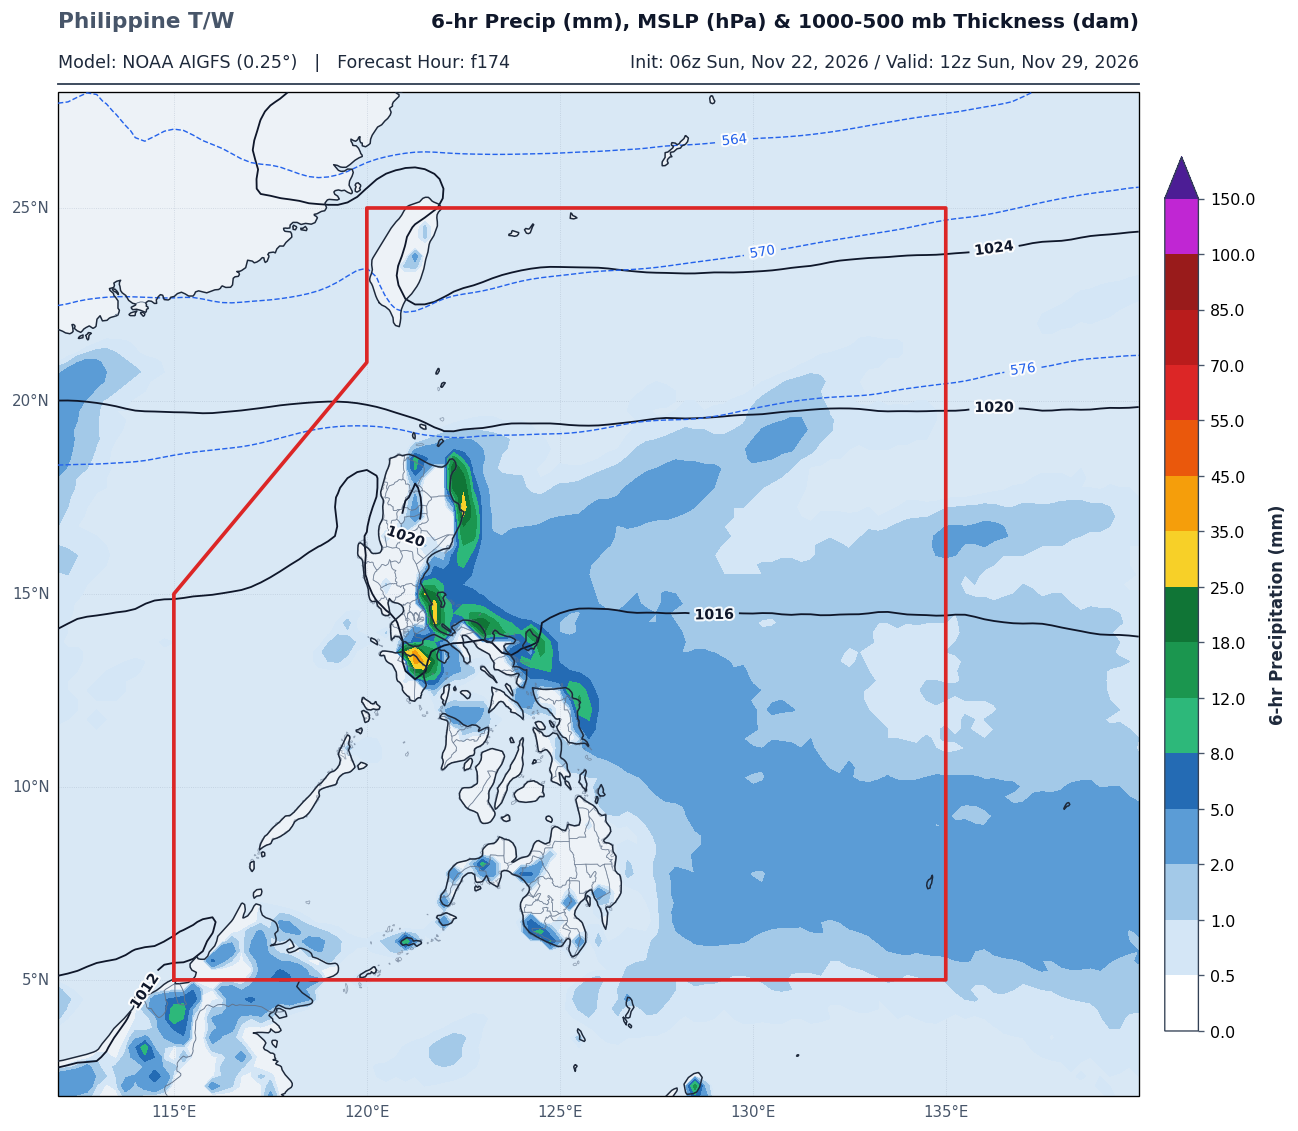 Philippine T/W
6-hr Precip (mm), MSLP (hPa) & 1000-500 mb Thickness (dam)
Model: NOAA AIGFS (0.25°) | Forecast Hour: f174
Init: 06z Sun, Nov 22, 2026 / Valid: 12z Sun, Nov 29, 2026
564
570
1024
576
1020
1020
1016
1012
25°N
20°N
15°N
10°N
5°N
115°E
120°E
125°E
130°E
135°E
150.0
100.0
85.0
70.0
55.0
45.0
35.0
25.0
18.0
12.0
8.0
5.0
2.0
1.0
0.5
0.0
6-hr Precipitation (mm)